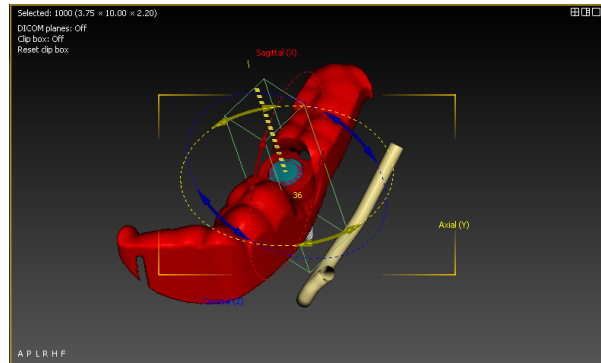 Selected: 1000 (3.75 × 10.00 × 2.20)
DICOM planes: Off
Clip box: Off
Reset clip box
Sagittal (X)
36
Axial (Y)
A P L R H F